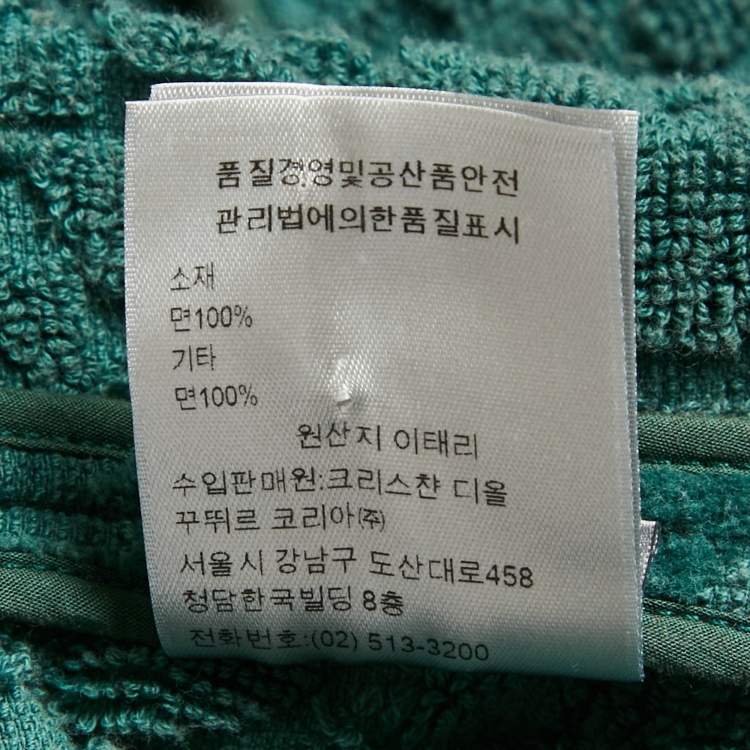 품질경영및공산품안전
관리법에의한품질표시
소재
면100%
기타
면100%
원산지 이태리
수입판매원:크리스챤 디올
꾸뛰르 코리아㈜
서울시 강남구 도산대로458
청담한국빌딩 8층
전화번호:(02) 513-3200